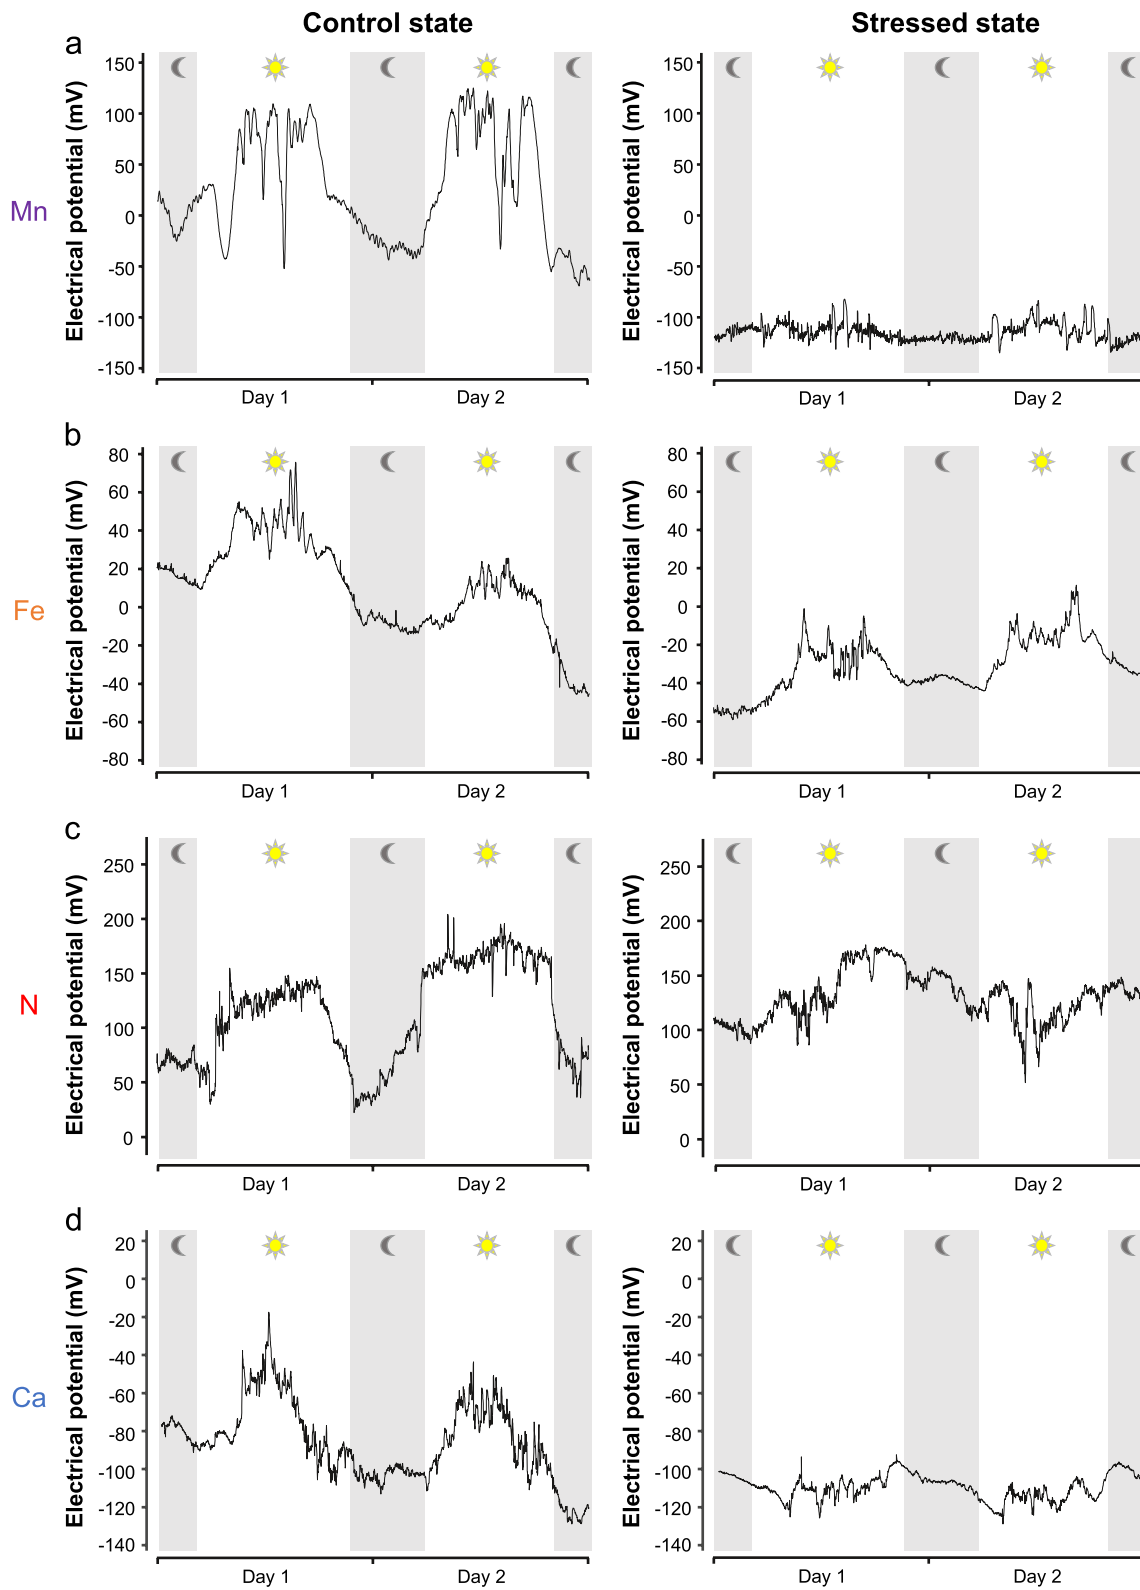 Control state
Stressed state
a
Mn
Electrical potential (mV)
150
100
50
0
-50
-100
-150
Day 1
Day 2
Electrical potential (mV)
150
100
50
0
-50
-100
-150
Day 1
Day 2
b
Fe
Electrical potential (mV)
80
60
40
20
0
-20
-40
-60
-80
Day 1
Day 2
Electrical potential (mV)
80
60
40
20
0
-20
-40
-60
-80
Day 1
Day 2
c
N
Electrical potential (mV)
250
200
150
100
50
0
Day 1
Day 2
Electrical potential (mV)
250
200
150
100
50
0
Day 1
Day 2
d
Ca
Electrical potential (mV)
20
0
-20
-40
-60
-80
-100
-120
-140
Day 1
Day 2
Electrical potential (mV)
20
0
-20
-40
-60
-80
-100
-120
-140
Day 1
Day 2